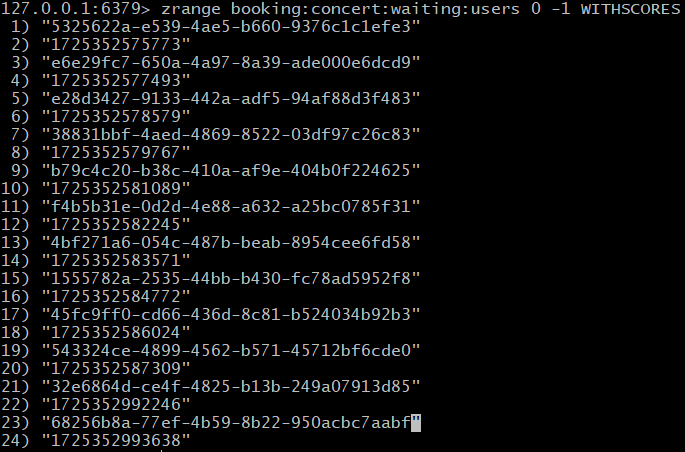 127.0.0.1:6379> zrange booking:concert:waiting:users 0 -1 WITHSCORES
1) "5325622a-e539-4ae5-b660-9376c1c1efe3"
2) "1725352575773"
3) "e6e29fc7-650a-4a97-8a39-ade000e6dcd9"
4) "1725352577493"
5) "e28d3427-9133-442a-adf5-94af88d3f483"
6) "1725352578579"
7) "38831bbf-4aed-4869-8522-03df97c26c83"
8) "1725352579767"
9) "b79c4c20-b38c-410a-af9e-404b0f224625"
10) "1725352581089"
11) "f4b5b31e-0d2d-4e88-a632-a25bc0785f31"
12) "1725352582245"
13) "4bf271a6-054c-487b-beab-8954cee6fd58"
14) "1725352583571"
15) "1555782a-2535-44bb-b430-fc78ad5952f8"
16) "1725352584772"
17) "45fc9ff0-cd66-436d-8c81-b524034b92b3"
18) "1725352586024"
19) "543324ce-4899-4562-b571-45712bf6cde0"
20) "1725352587309"
21) "32e6864d-ce4f-4825-b13b-249a07913d85"
22) "1725352992246"
23) "68256b8a-77ef-4b59-8b22-950acbc7aabf"
24) "1725352993638"